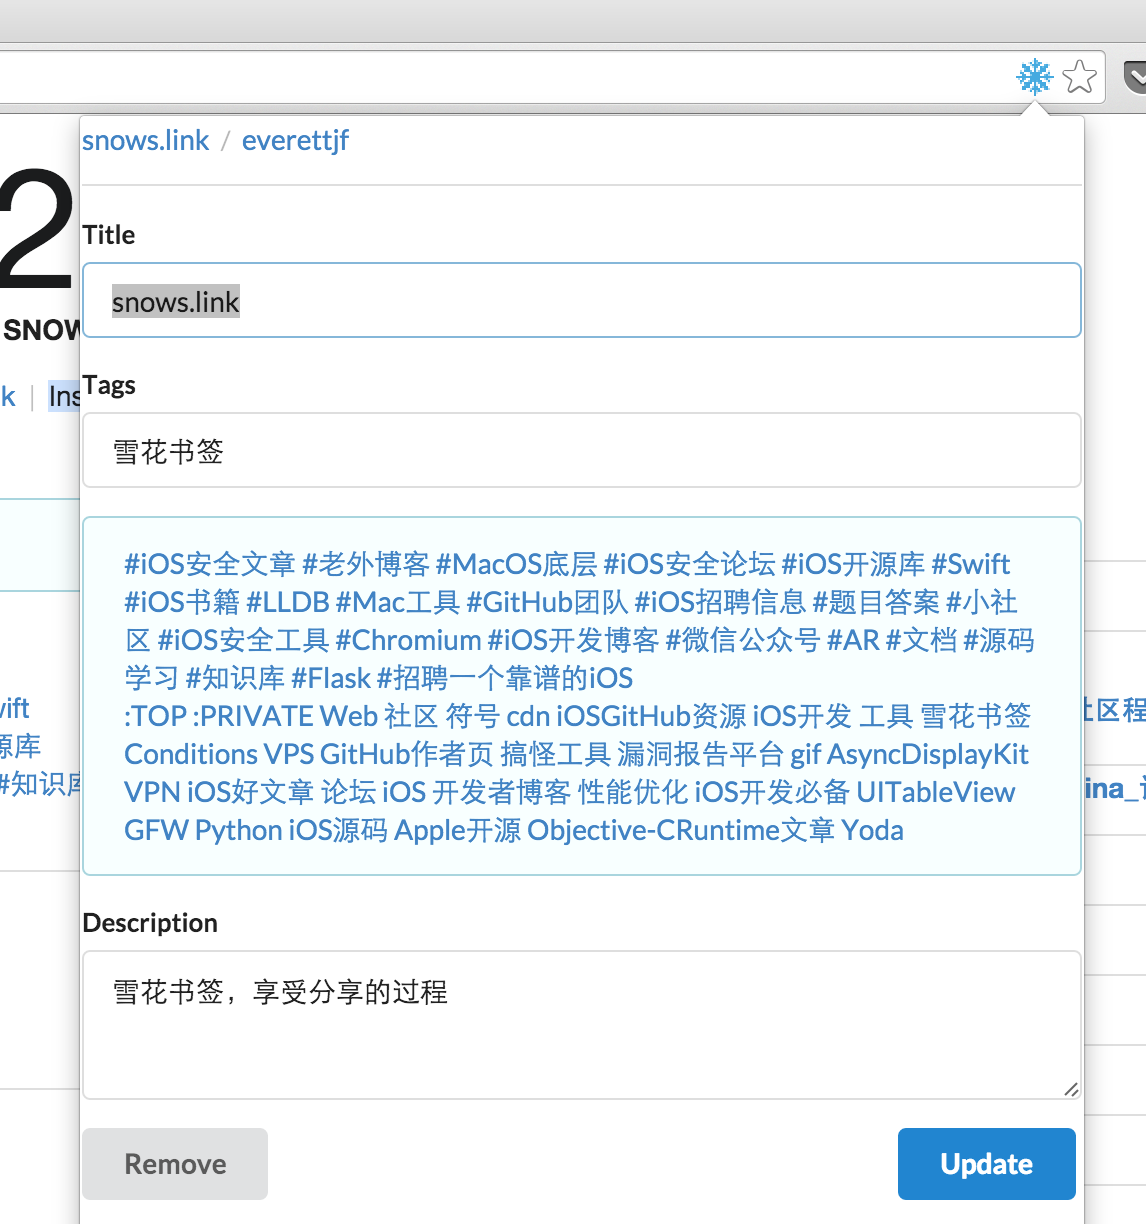 snows.link / everettjf
2
Title
snows.link
SNOW
Tags
k | Ins
雪花书签
#iOS安全文章 #老外博客 #MacOS底层 #iOS安全论坛 #iOS开源库 #Swift
#iOS书籍 #LLDB #Mac工具 #GitHub团队 #iOS招聘信息 #题目答案 #小社
区 #iOS安全工具 #Chromium #iOS开发博客 #微信公众号 #AR #文档 #源码
学习 #知识库 #Flask #招聘一个靠谱的iOS
:TOP :PRIVATE Web 社区 符号 cdn iOSGitHub资源 iOS开发 工具 雪花书签
Conditions VPS GitHub作者页 搞怪工具 漏洞报告平台 gif AsyncDisplayKit
VPN iOS好文章 论坛 iOS 开发者博客 性能优化 iOS开发必备 UITableView
GFW Python iOS源码 Apple开源 Objective-CRuntime文章 Yoda
ift
源库
#知识库
社区程
ina_
Description
雪花书签，享受分享的过程
Remove
Update